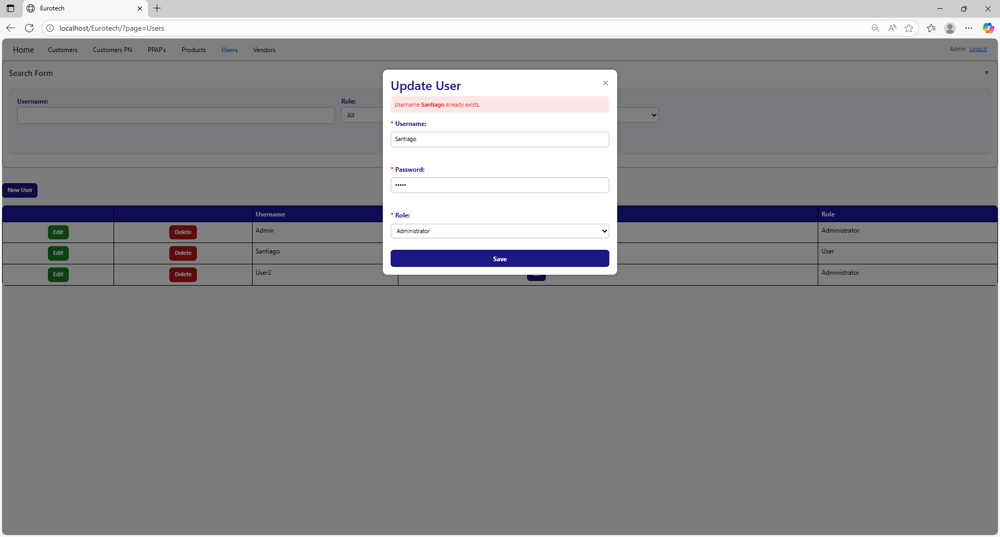 Eurotech
localhost/Eurotech/?page=Users
Home Customers Customers PN PPAP's Products Users Vendors Admin Logout
Search Form
Username: Role:
All
New User
Username Role
Edit Delete Admin Administrator
Edit Delete Santiago User
Edit Delete User2 Administrator
Update User
Username Santiago already exists.
* Username:
Santiago
* Password:
•••••
* Role:
Administrator
Save